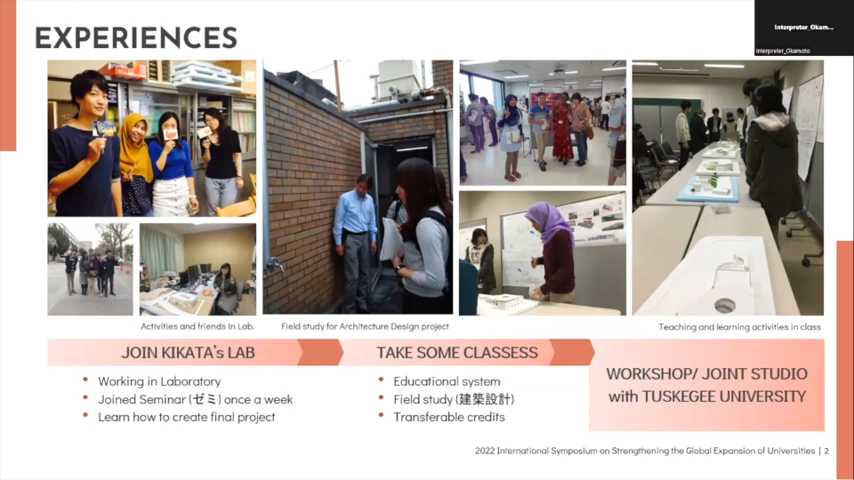 EXPERIENCES
Interpreter_Okam...
Interpreter_Okamoto
Activities and friends in Lab.
Field study for Architecture Design project
Teaching and learning activities in class
JOIN KIKATA's LAB
• Working in Laboratory
• Joined Seminar (ゼミ) once a week
• Learn how to create final project
TAKE SOME CLASSESS
• Educational system
• Field study (建築設計)
• Transferable credits
WORKSHOP/ JOINT STUDIO
with TUSKEGEE UNIVERSITY
2022 International Symposium on Strengthening the Global Expansion of Universities | 2